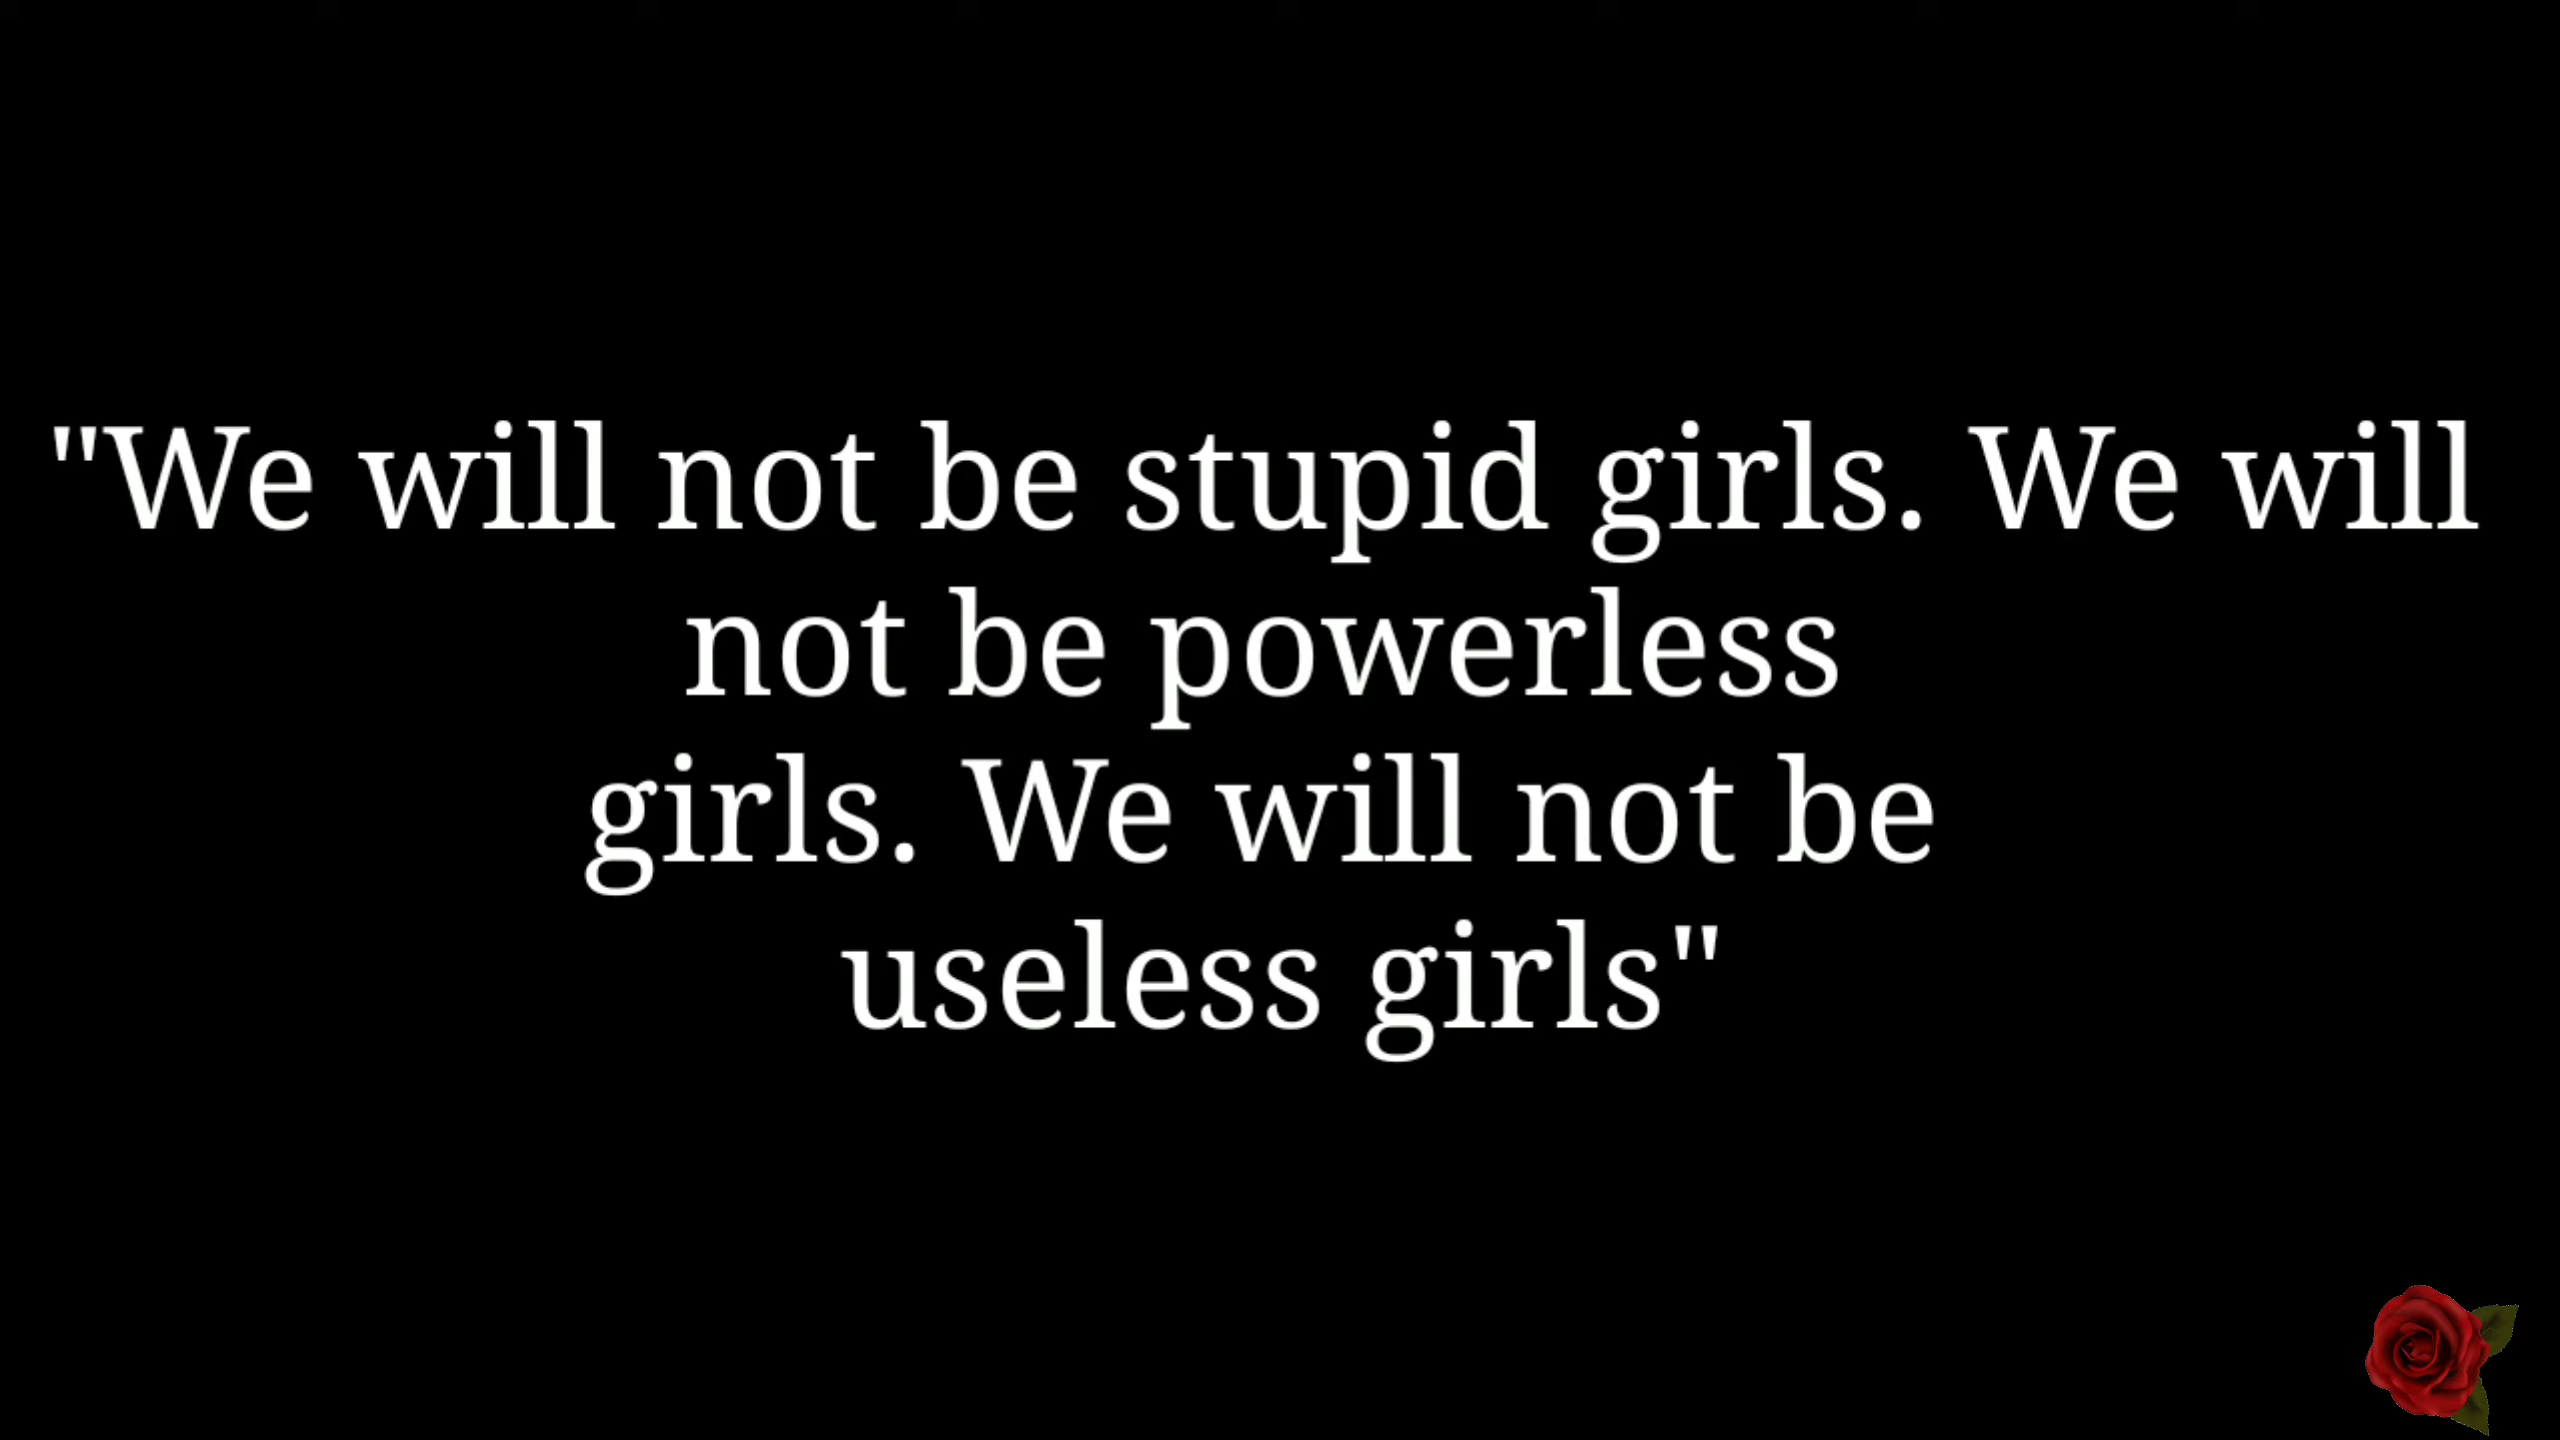 "We will not be stupid girls. We will
not be powerless
girls. We will not be
useless girls"